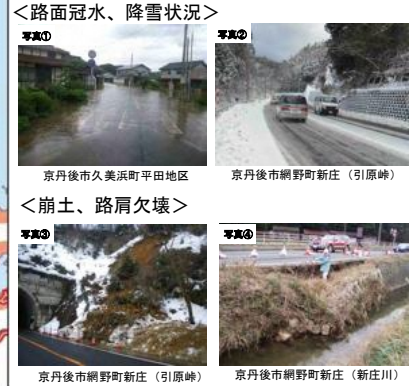 ＜路面冠水、降雪状況＞
写真①
写真②
京丹後市久美浜町平田地区
京丹後市網野町新庄（引原峠）
＜崩土、路肩欠壊＞
写真③
写真④
京丹後市網野町新庄（引原峠）
京丹後市網野町新庄（新庄川）